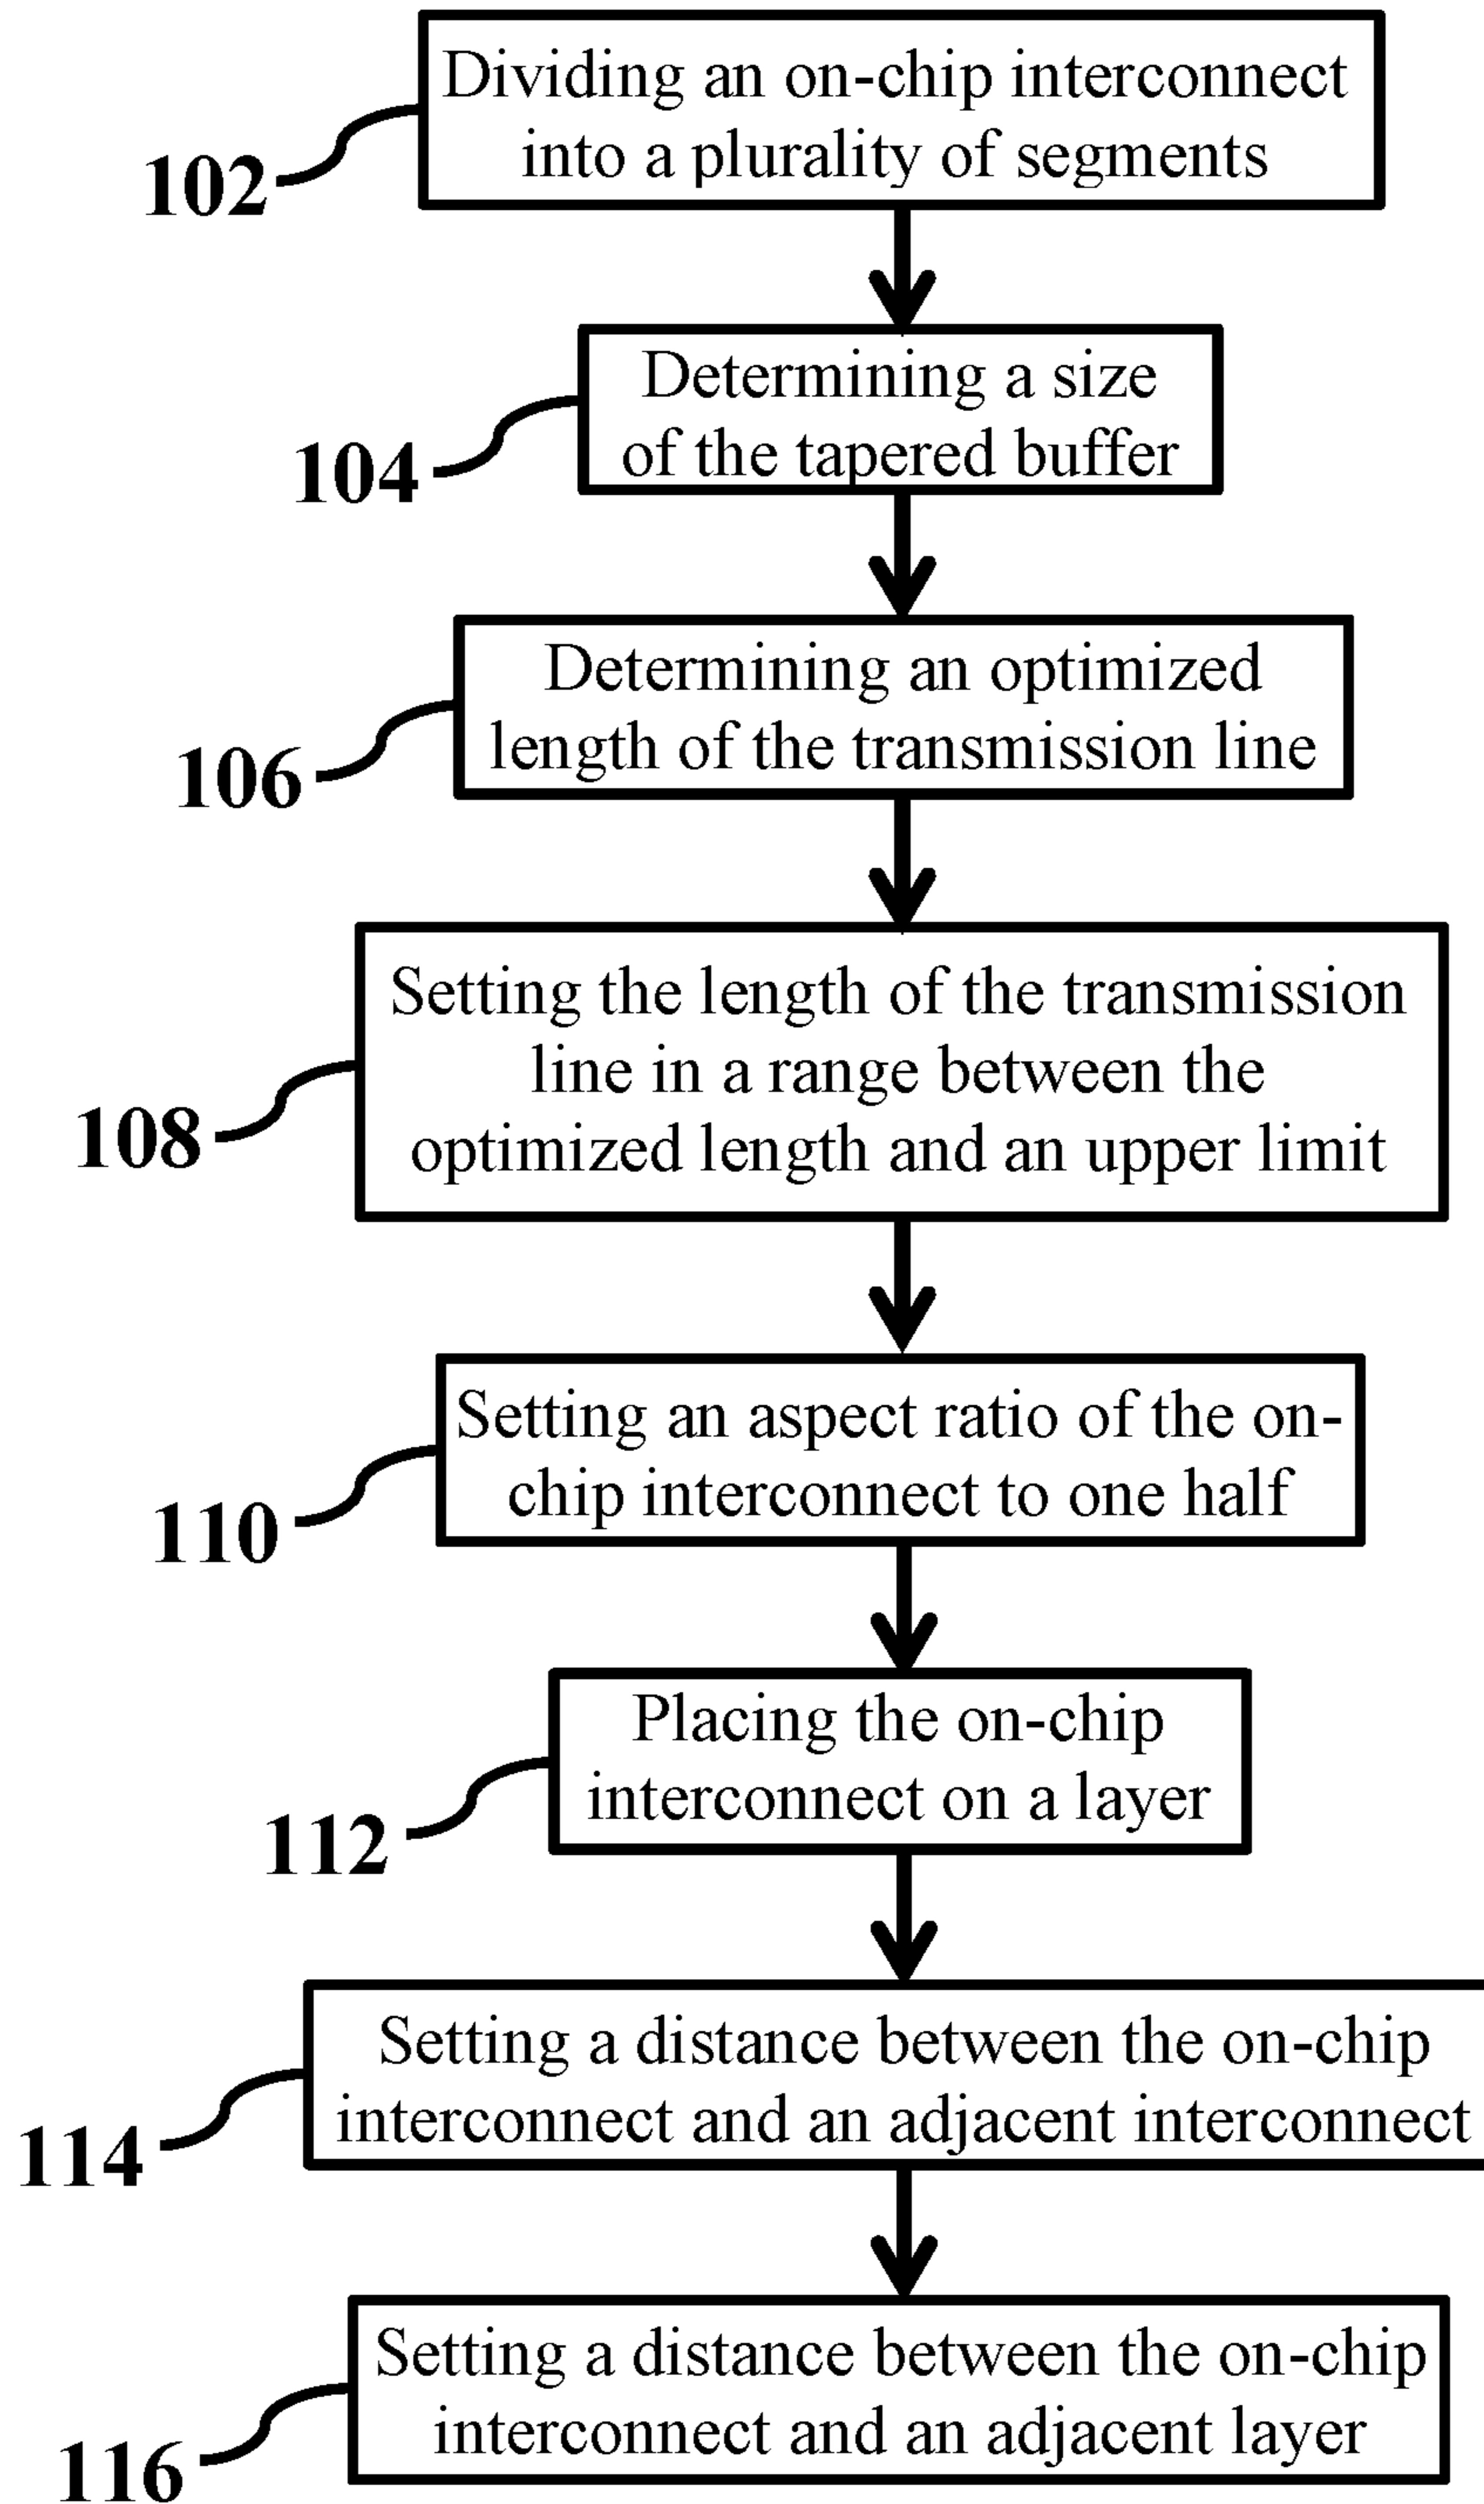 Dividing an on-chip interconnect
into a plurality of segments
102
Determining a size
of the tapered buffer
104
Determining an optimized
length of the transmission line
106
Setting the length of the transmission
line in a range between the
optimized length and an upper limit
108
Setting an aspect ratio of the on-
chip interconnect to one half
110
Placing the on-chip
interconnect on a layer
112
Setting a distance between the on-chip
interconnect and an adjacent interconnect
114
Setting a distance between the on-chip
interconnect and an adjacent layer
116